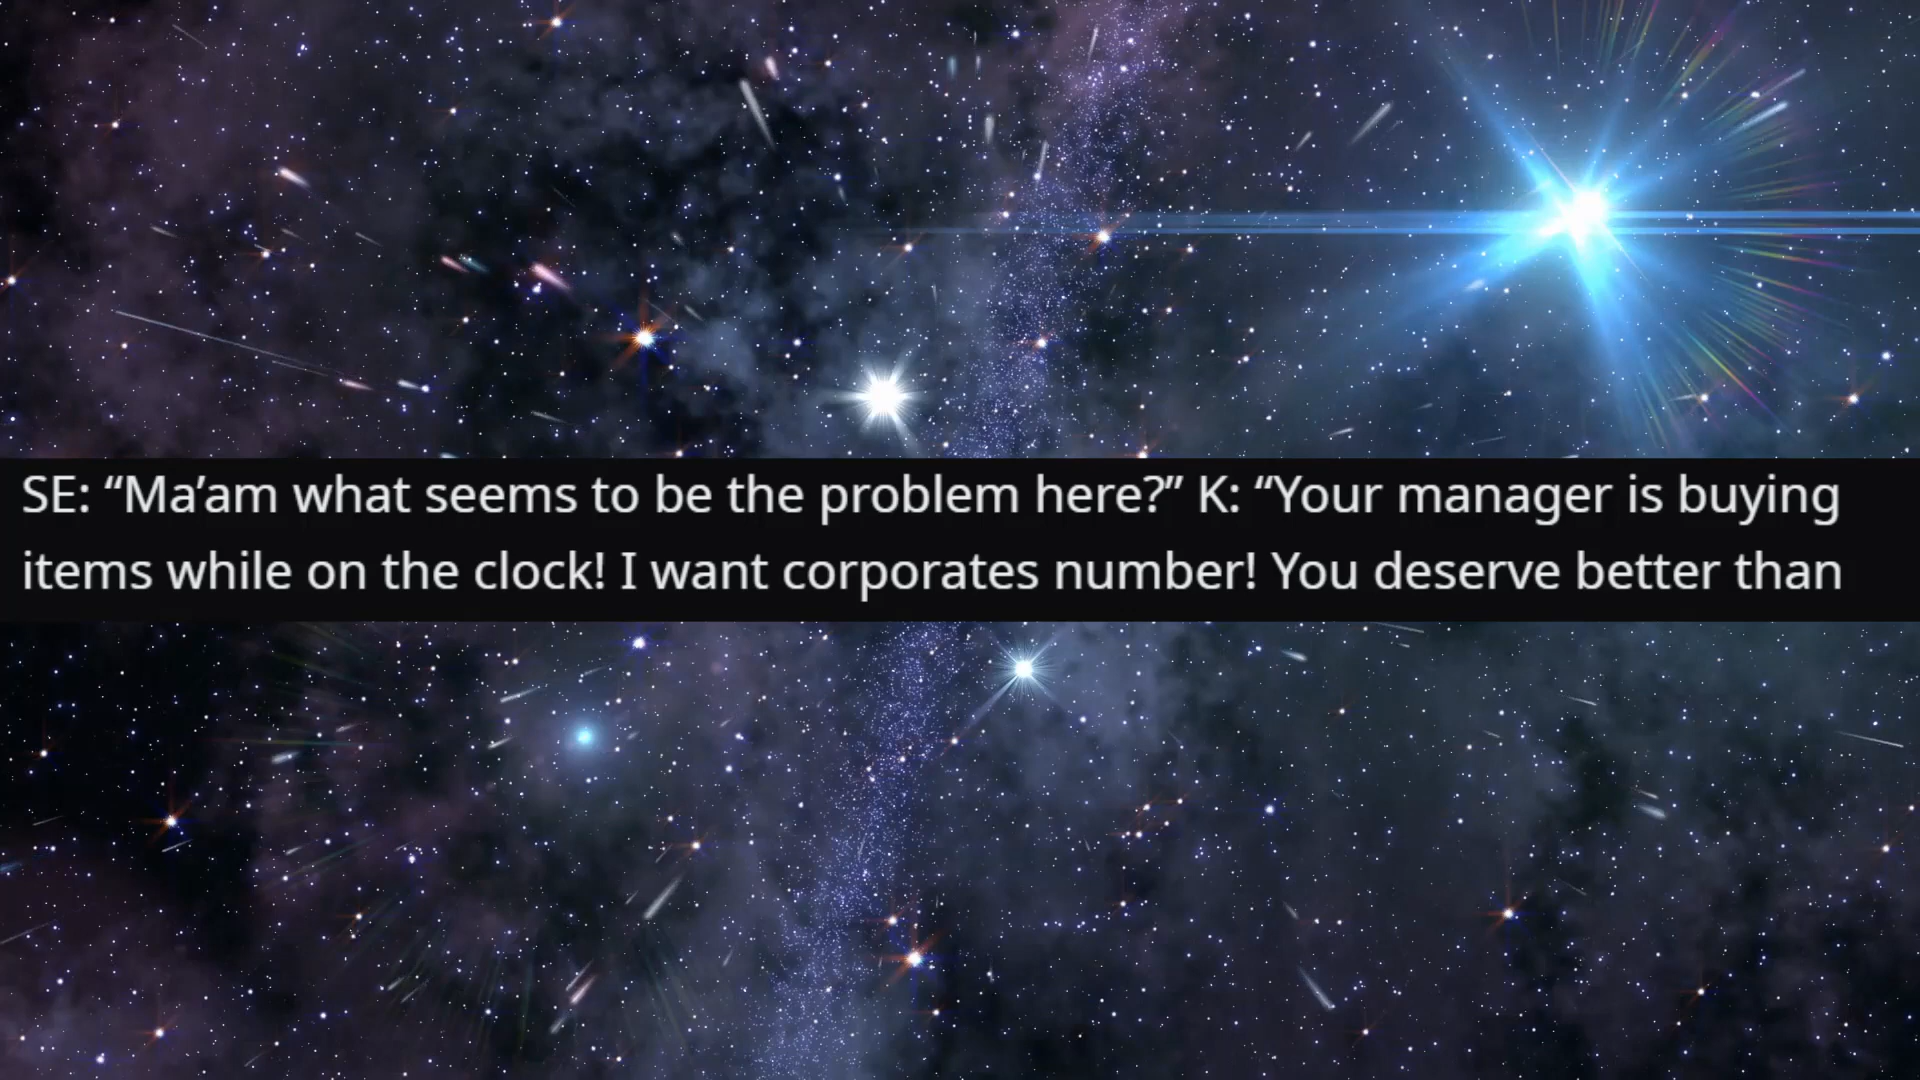 SE: “Ma’am what seems to be the problem here?” K: “Your manager is buying
items while on the clock! I want corporates number! You deserve better than